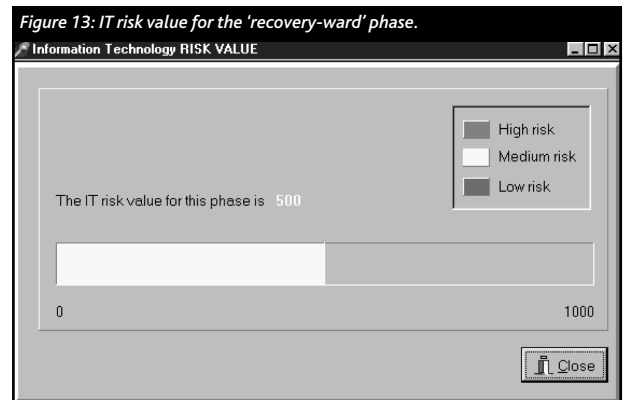 Figure 13: IT risk value for the 'recovery-ward' phase.
Information Technology RISK VALUE
High risk
Medium risk
Low risk
The IT risk value for this phase is 500
0 1000
Close